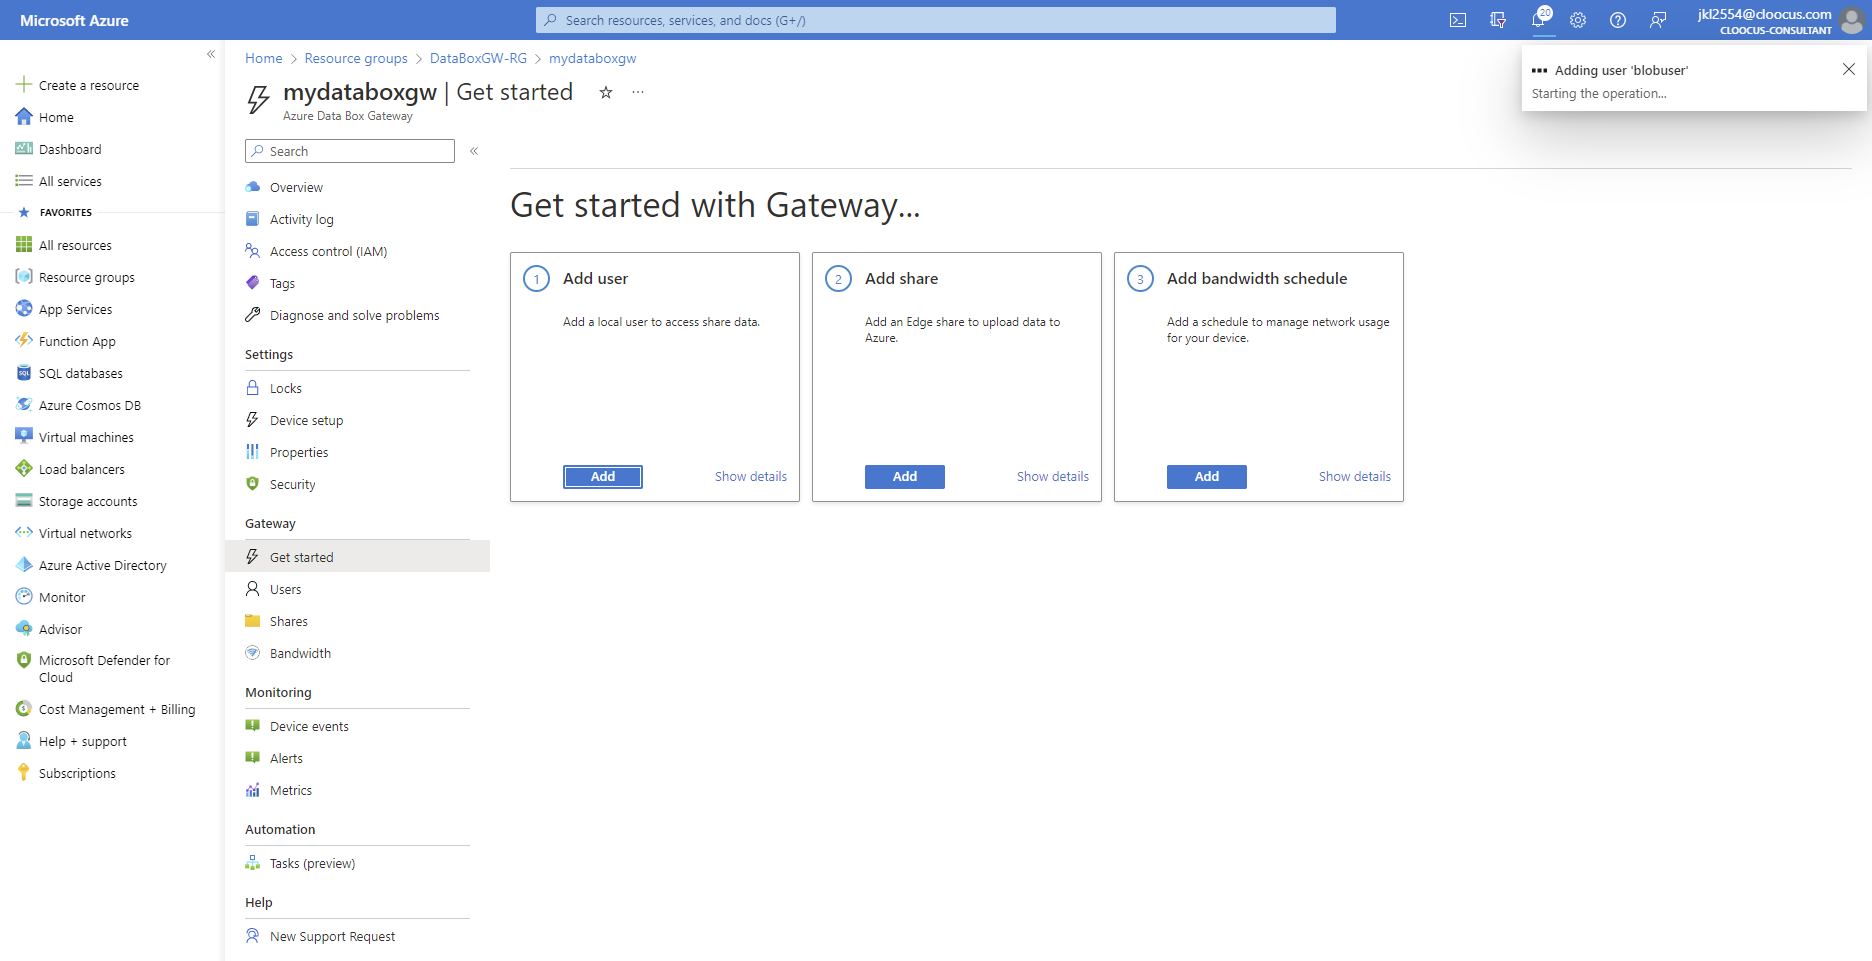 Microsoft Azure
Search resources, services, and docs (G+/)
20
jkl2554@cloocus.com
CLOOCUS-CONSULTANT
Adding user 'blobuser'
Starting the operation...
Create a resource
Home
Dashboard
All services
FAVORITES
All resources
Resource groups
App Services
Function App
SQL databases
Azure Cosmos DB
Virtual machines
Load balancers
Storage accounts
Virtual networks
Azure Active Directory
Monitor
Advisor
Microsoft Defender for
Cloud
Cost Management + Billing
Help + support
Subscriptions
Home > Resource groups > DataBoxGW-RG > mydataboxgw
mydataboxgw | Get started
Azure Data Box Gateway
Search
Overview
Activity log
Access control (IAM)
Tags
Diagnose and solve problems
Settings
Locks
Device setup
Properties
Security
Gateway
Get started
Users
Shares
Bandwidth
Monitoring
Device events
Alerts
Metrics
Automation
Tasks (preview)
Help
New Support Request
Get started with Gateway...
1 Add user
Add a local user to access share data.
Add Show details
2 Add share
Add an Edge share to upload data to
Azure.
Add Show details
3 Add bandwidth schedule
Add a schedule to manage network usage
for your device.
Add Show details